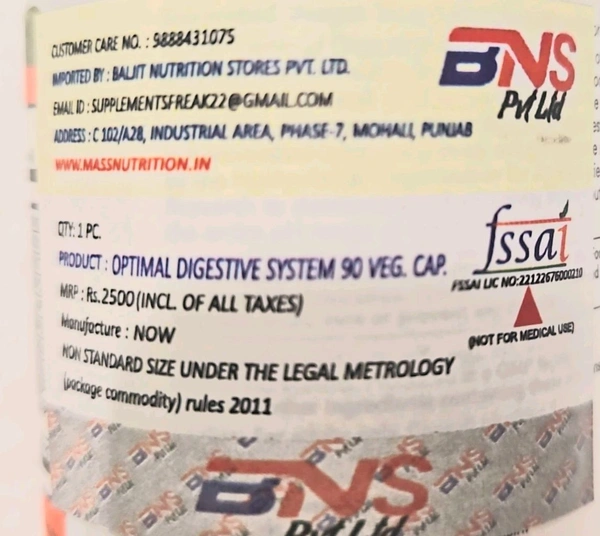 CUSTOMER CARE NO. : 9888431075
IMPORTED BY : BALJIT NUTRITION STORES PVT. LTD.
EMAIL ID : SUPPLEMENTSFREAK22@GMAIL.COM
ADDRESS : C 102/A28, INDUSTRIAL AREA, PHASE-7, MOHALI, PUNJAB
WWW.MASSNUTRITION.IN
BNS
Pvt Ltd
QTY: 1 PC.
PRODUCT : OPTIMAL DIGESTIVE SYSTEM 90 VEG. CAP.
MRP : Rs.2500 (INCL. OF ALL TAXES)
Manufacture : NOW
NON STANDARD SIZE UNDER THE LEGAL METROLOGY
(package commodity) rules 2011
fssai
FSSAI LIC NO:22122676000210
(NOT FOR MEDICAL USE)
BNS
Pvt Ltd